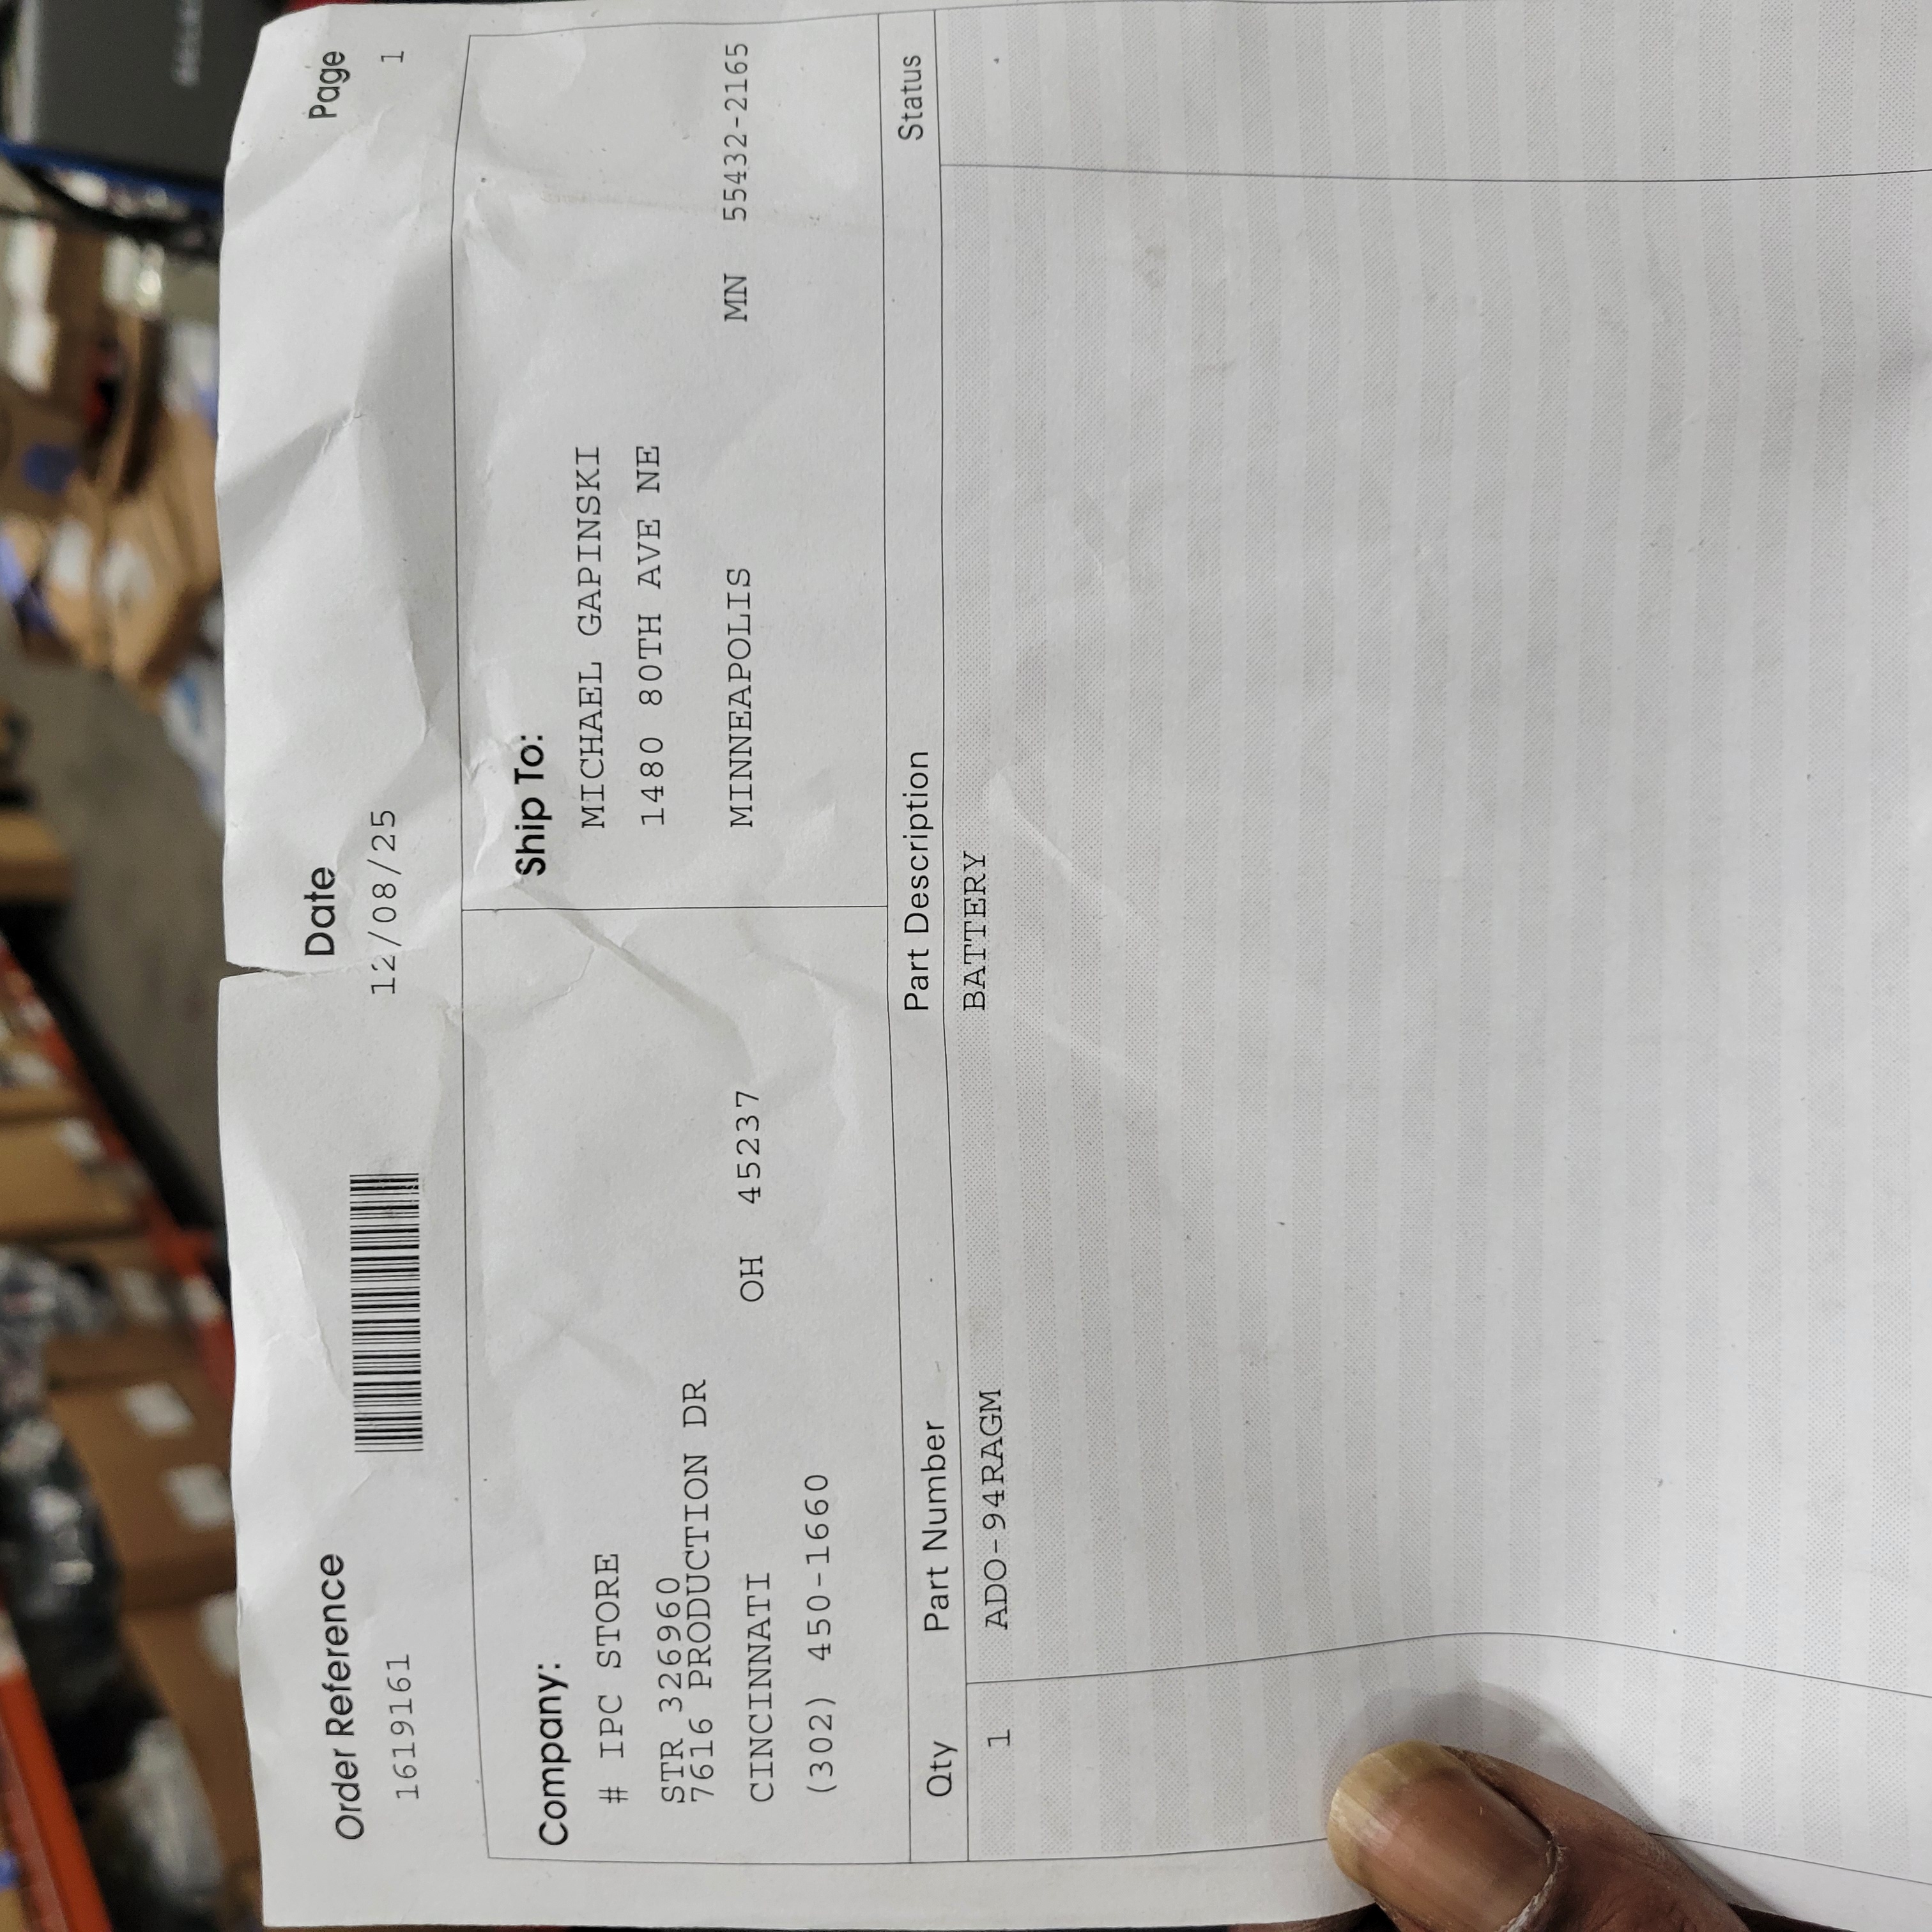 Order Reference Date Page
1619161 12/08/25 1
Company:
# IPC STORE
STR 326960
7616 PRODUCTION DR
CINCINNATI OH 45237
(302) 450-1660
Ship To:
MICHAEL GAPINSKI
1480 80TH AVE NE
MINNEAPOLIS MN 55432-2165
Qty Part Number Part Description Status
1 ADO-94RAGM BATTERY